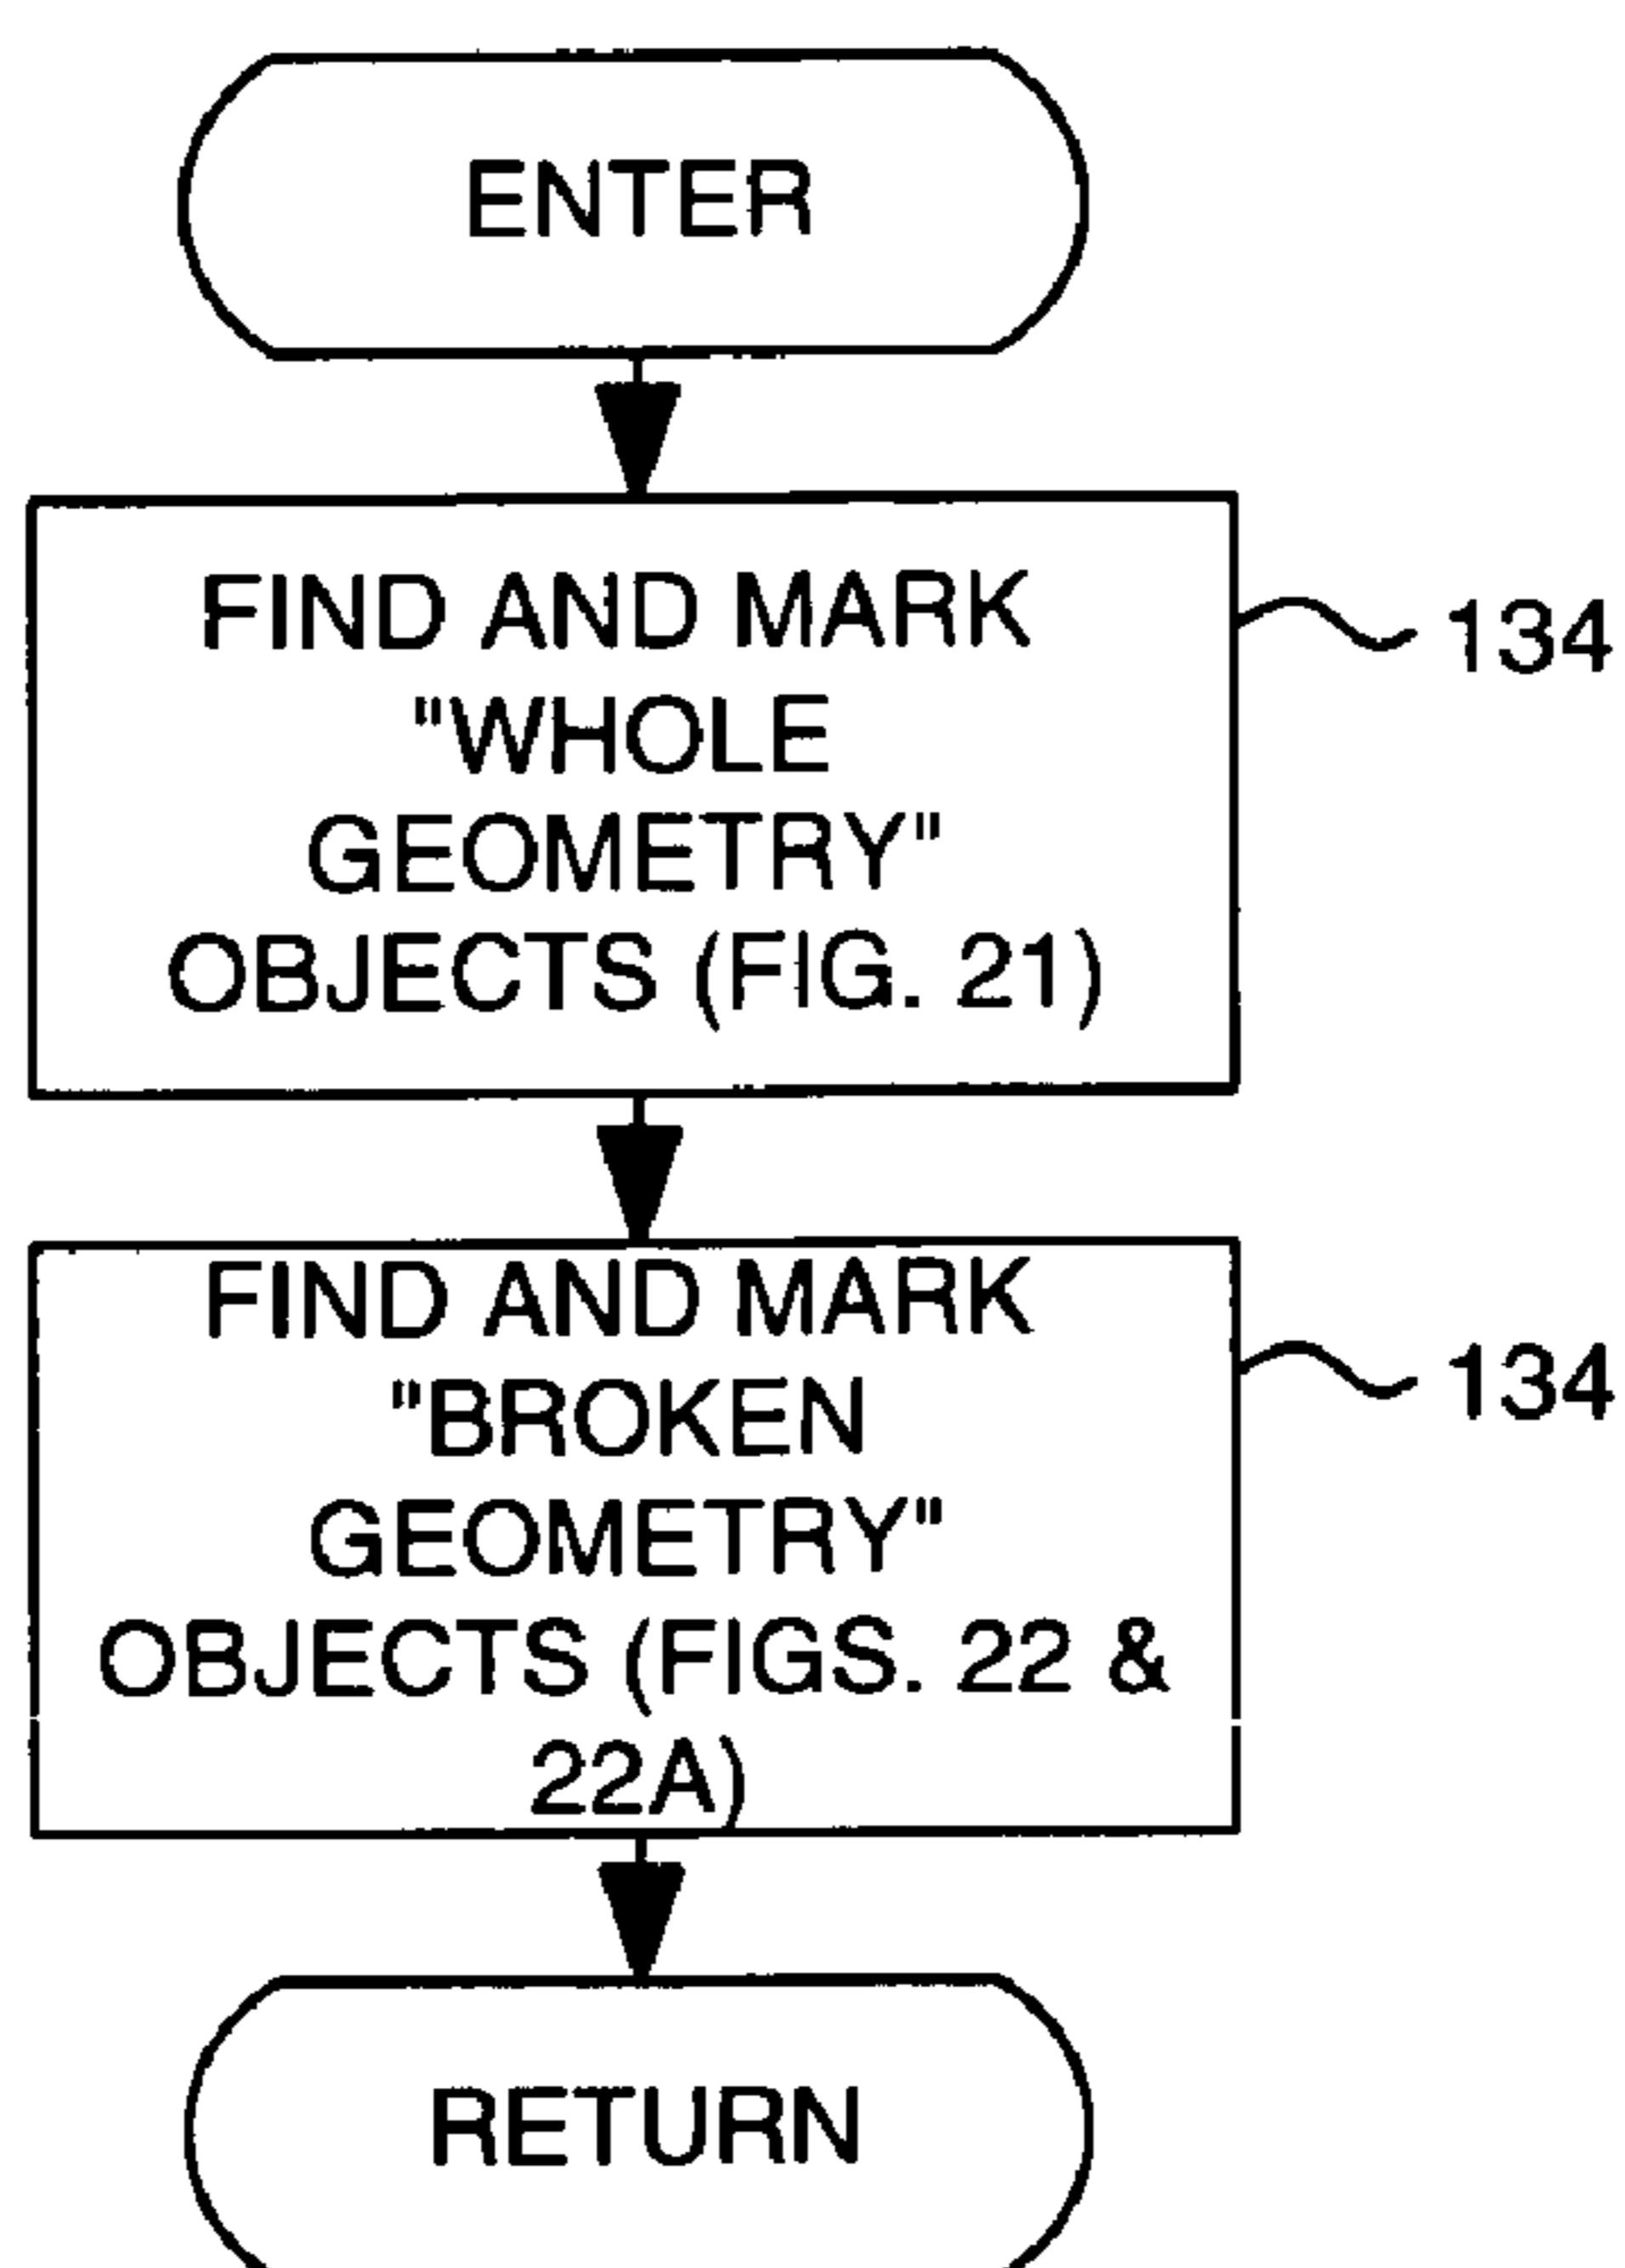 ENTER
FIND AND MARK
"WHOLE
GEOMETRY"
OBJECTS (FIG. 21)
134
FIND AND MARK
"BROKEN
GEOMETRY"
OBJECTS (FIGS. 22 &
22A)
134
RETURN